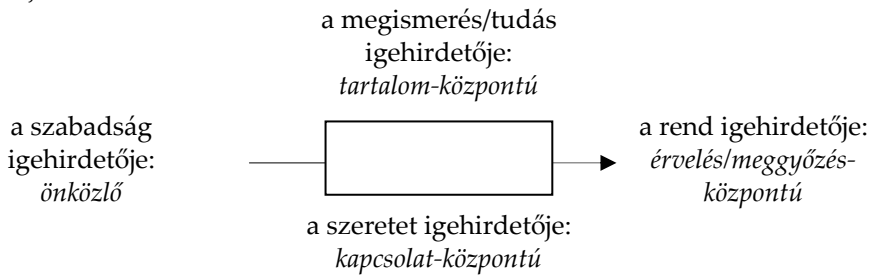 a megismerés/tudás
igehirdetője:
tartalom-központú
a szabadság
igehirdetője:
önközlő
a rend igehirdetője:
érvelés/meggyőzés-
központú
a szeretet igehirdetője:
kapcsolat-központú